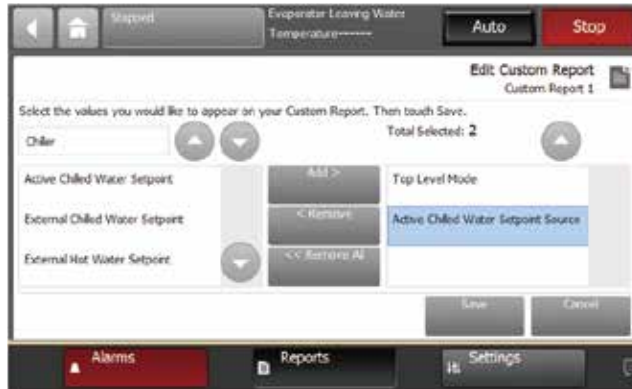 Stopped
Evaporator Leaving Water
Temperature------
Auto
Stop
Edit Custom Report
Custom Report 1
Select the values you would like to appear on your Custom Report. Then touch Save.
Total Selected: 2
Chiller
Active Chilled Water Setpoint
External Chilled Water Setpoint
External Hot Water Setpoint
Add >
< Remove
<< Remove All
Top Level Mode
Active Chilled Water Setpoint Source
Save
Cancel
Alarms
Reports
Settings